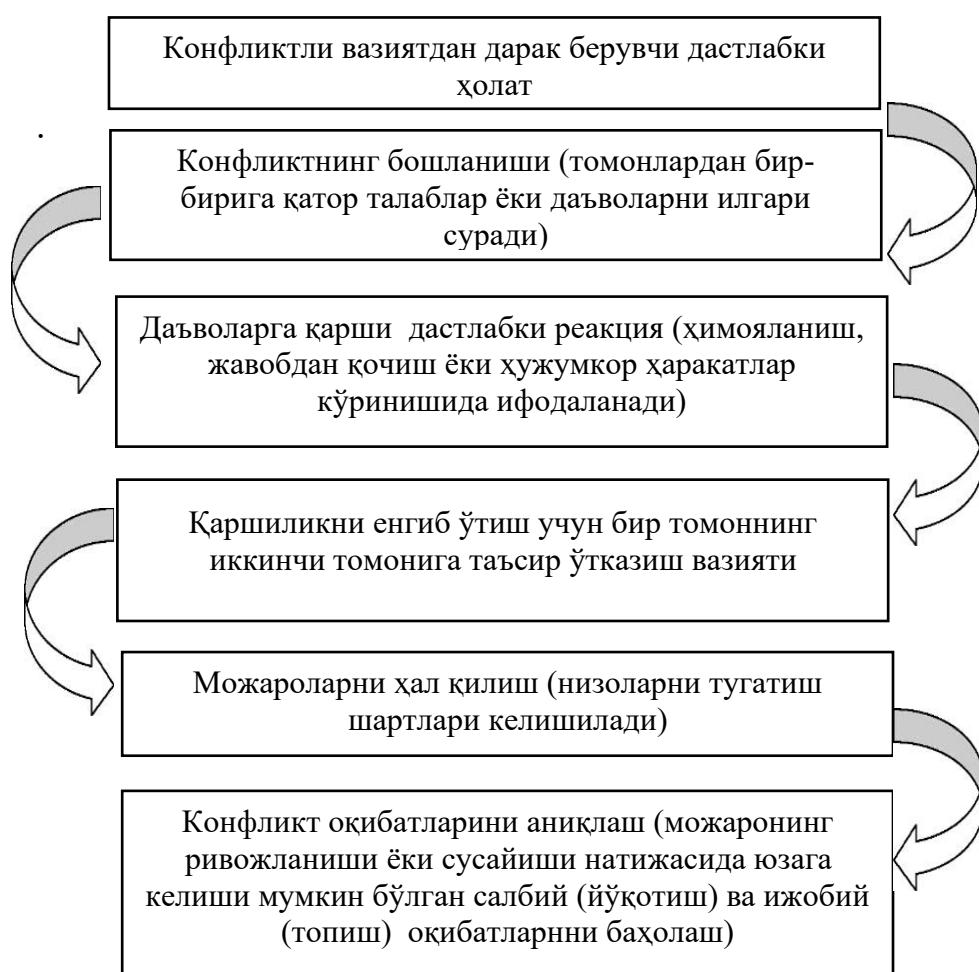 Конфликтли вазиятдан дарак берувчи дастлабки
ҳолат
.
Конфликтнинг бошланиши (томонлардан бир-
бирига қатор талаблар ёки даъволарни илгари
суради)
Даъволарга қарши дастлабки реакция (ҳимояланиш,
жавобдан қочиш ёки ҳужумкор ҳаракатлар
кўринишида ифодаланади)
Қаршиликни енгиб ўтиш учун бир томоннинг
иккинчи томонига таъсир ўтказиш вазияти
Можароларни ҳал қилиш (низоларни тугатиш
шартлари келишилади)
Конфликт оқибатларини аниқлаш (можаронинг
ривожланиши ёки сусайиши натижасида юзага
келиши мумкин бўлган салбий (йўқотиш) ва ижобий
(топиш) оқибатларнни баҳолаш)